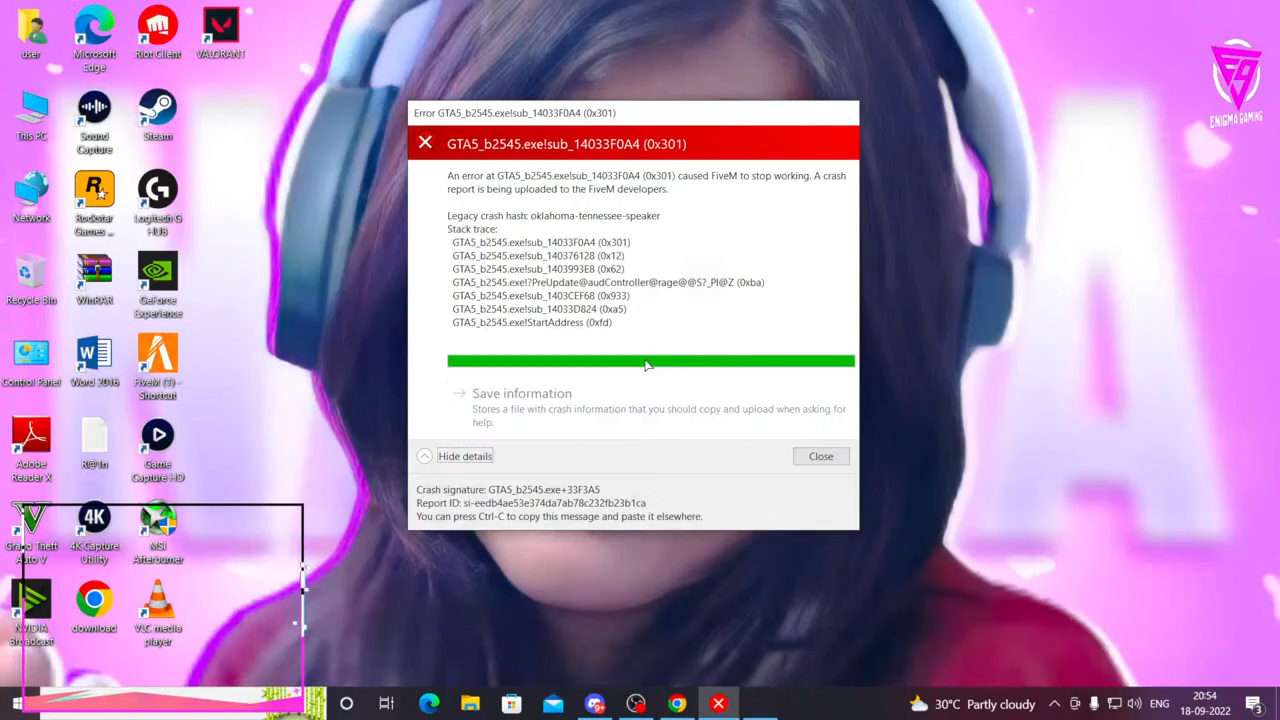 user
Microsoft
Edge
Riot Client
VALORANT
ENIGMA GAMING
This PC
Sound
Capture
Steam
Network
Rockstar
Games ...
Logitech G
HUB
Recycle Bin
WinRAR
GeForce
Experience
Control Panel
Word 2016
FiveM (1) -
Shortcut
Adobe
Reader X
R@1n
Game
Capture HD
Grand Theft
Auto V
4K
4K Capture
Utility
MSI
Afterburner
NVIDIA
Broadcast
download
VLC media
player
Error GTA5_b2545.exe!sub_14033F0A4 (0x301)
GTA5_b2545.exe!sub_14033F0A4 (0x301)
An error at GTA5_b2545.exe!sub_14033F0A4 (0x301) caused FiveM to stop working. A crash
report is being uploaded to the FiveM developers.
Legacy crash hash: oklahoma-tennessee-speaker
Stack trace:
GTA5_b2545.exe!sub_14033F0A4 (0x301)
GTA5_b2545.exe!sub_140376128 (0x12)
GTA5_b2545.exe!sub_1403993E8 (0x62)
GTA5_b2545.exe!?PreUpdate@audController@rage@@S?_PI@Z (0xba)
GTA5_b2545.exe!sub_1403CEF68 (0x933)
GTA5_b2545.exe!sub_14033D824 (0xa5)
GTA5_b2545.exe!StartAddress (0xfd)
Save information
Stores a file with crash information that you should copy and upload when asking for
help.
Hide details
Close
Crash signature: GTA5_b2545.exe+33F3A5
Report ID: si-eedb4ae53e374da7ab78c232fb23b1ca
You can press Ctrl-C to copy this message and paste it elsewhere.
30°C Partly cloudy
ENG
20:54
18-09-2022
3